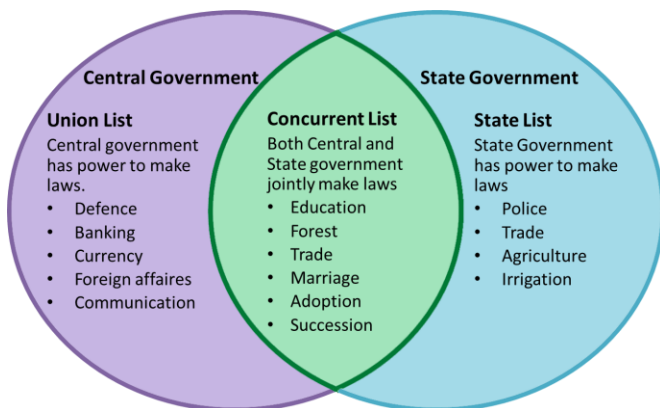 Central Government
Union List
Central government
has power to make
laws.
• Defence
• Banking
• Currency
• Foreign affaires
• Communication
Concurrent List
Both Central and
State government
jointly make laws
• Education
• Forest
• Trade
• Marriage
• Adoption
• Succession
State Government
State List
State Government
has power to make
laws
• Police
• Trade
• Agriculture
• Irrigation